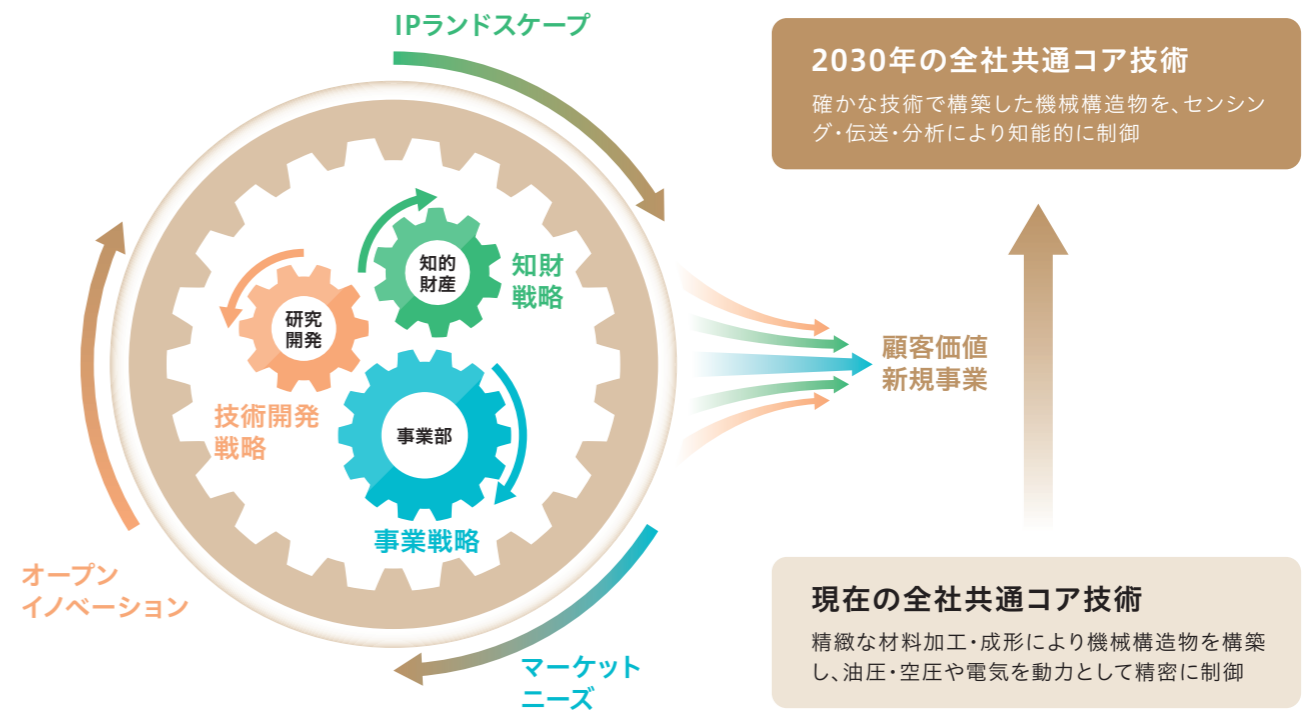 IPランドスケープ
知的
財産
知財
戦略
研究
開発
技術開発
戦略
事業部
事業戦略
オープン
イノベーション
マーケット
ニーズ
顧客価値
新規事業
2030年の全社共通コア技術
確かな技術で構築した機械構造物を、センシン
グ・伝送・分析により知能的に制御
現在の全社共通コア技術
精緻な材料加工・成形により機械構造物を構築
し、油圧・空圧や電気を動力として精密に制御